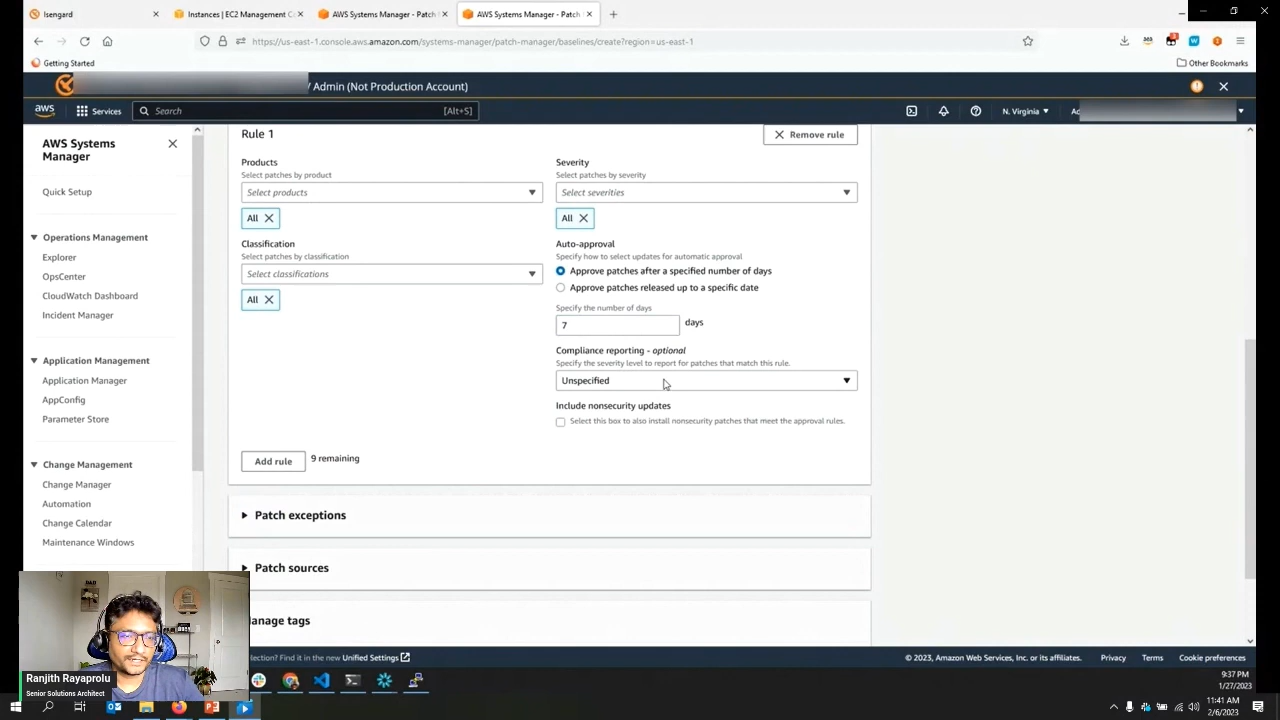 Isengard
Instances | EC2 Management Co
AWS Systems Manager - Patch
AWS Systems Manager - Patch
https://us-east-1.console.aws.amazon.com/systems-manager/patch-manager/baselines/create?region=us-east-1
Getting Started
Other Bookmarks
/ Admin (Not Production Account)
aws
Services
Search
[Alt+S]
N. Virginia
AWS Systems
Manager
Quick Setup
Operations Management
Explorer
OpsCenter
CloudWatch Dashboard
Incident Manager
Application Management
Application Manager
AppConfig
Parameter Store
Change Management
Change Manager
Automation
Change Calendar
Maintenance Windows
Rule 1
Remove rule
Products
Select patches by product
Select products
All
Classification
Select patches by classification
Select classifications
All
Severity
Select patches by severity
Select severities
All
Auto-approval
Specify how to select updates for automatic approval
Approve patches after a specified number of days
Approve patches released up to a specific date
Specify the number of days
7
days
Compliance reporting - optional
Specify the severity level to report for patches that match this rule.
Unspecified
Include nonsecurity updates
Select this box to also install nonsecurity patches that meet the approval rules.
Add rule
9 remaining
Patch exceptions
Patch sources
anage tags
election? Find it in the new Unified Settings
© 2023, Amazon Web Services, Inc. or its affiliates.
Privacy
Terms
Cookie preferences
Ranjith Rayaprolu
Senior Solutions Architect
9:37 PM
1/27/2023
11:41 AM
2/6/2023